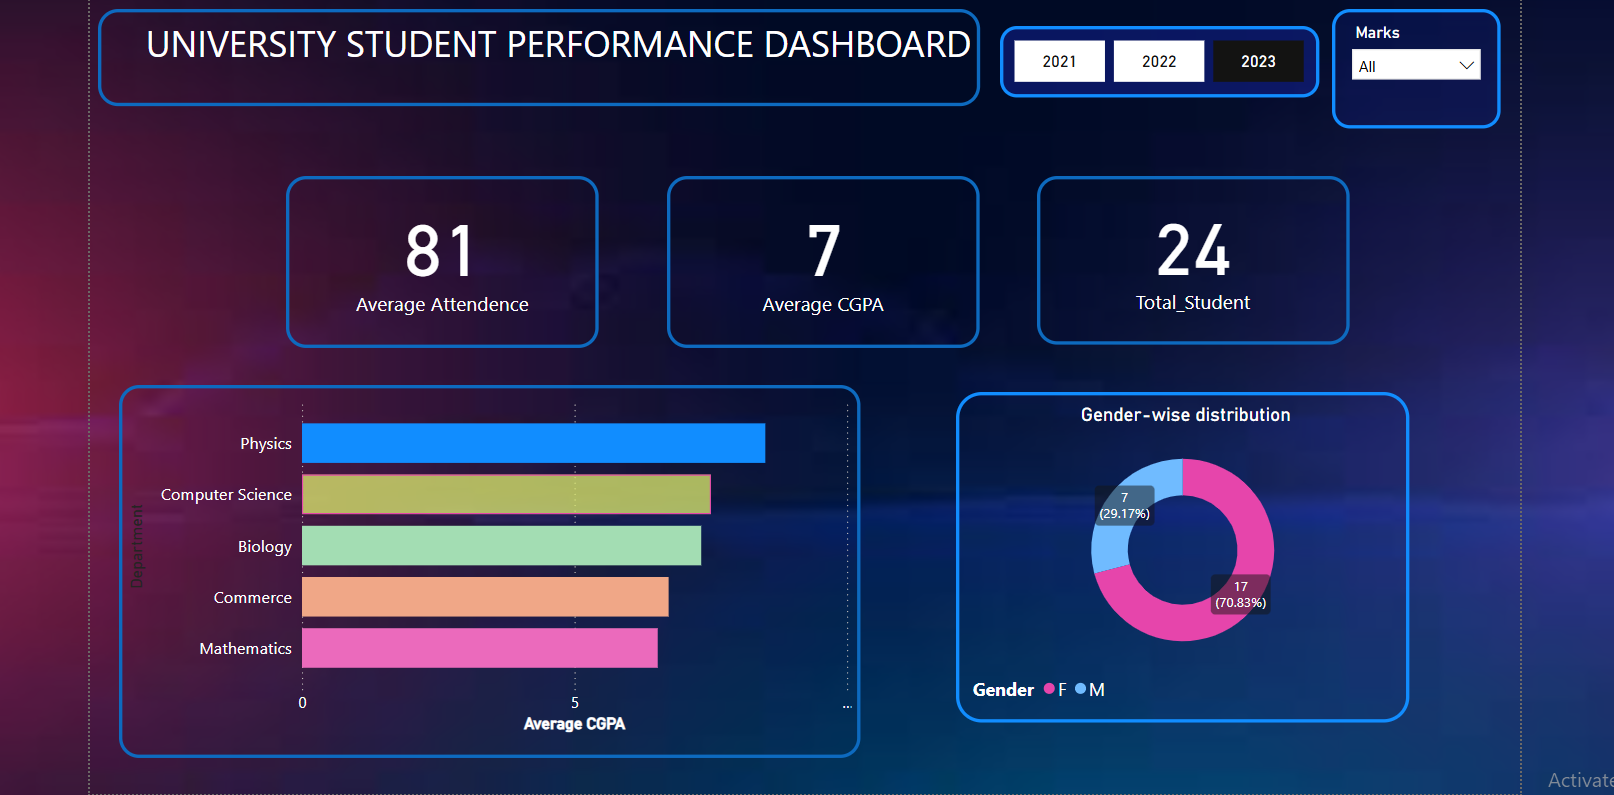 UNIVERSITY STUDENT PERFORMANCE DASHBOARD
2021
2022
2023
Marks
All
81
Average Attendence
7
Average CGPA
24
Total_Student
Department
Physics
Computer Science
Biology
Commerce
Mathematics
0
5
...
Average CGPA
Gender-wise distribution
7
(29.17%)
17
(70.83%)
Gender F M
Activate